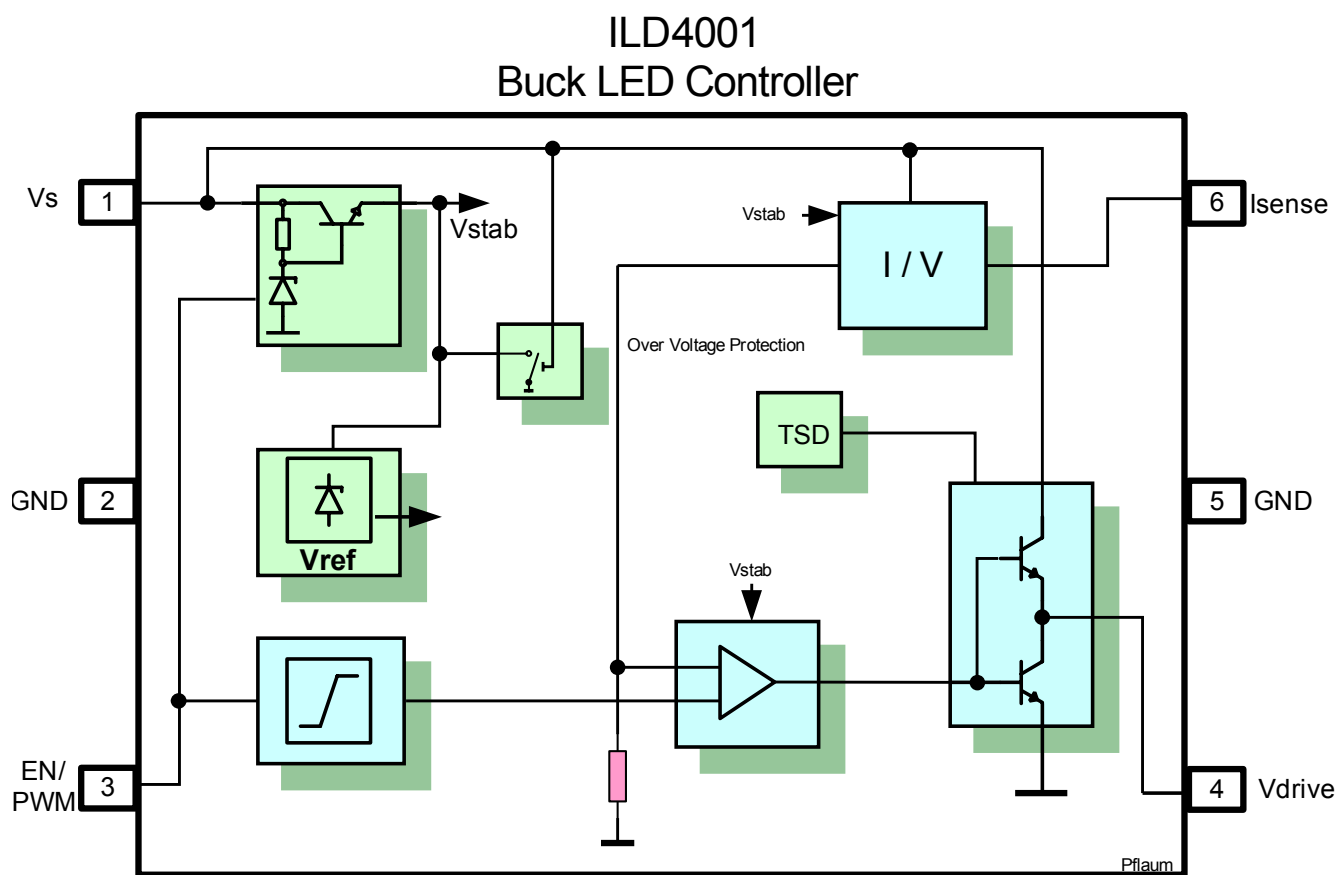 ILD4001
Buck LED Controller
Vs
1
Vstab
Vstab
I / V
6
Isense
Over Voltage Protection
TSD
GND
2
Vref
5
GND
Vstab
EN/
PWM
3
4
Vdrive
Pflaum